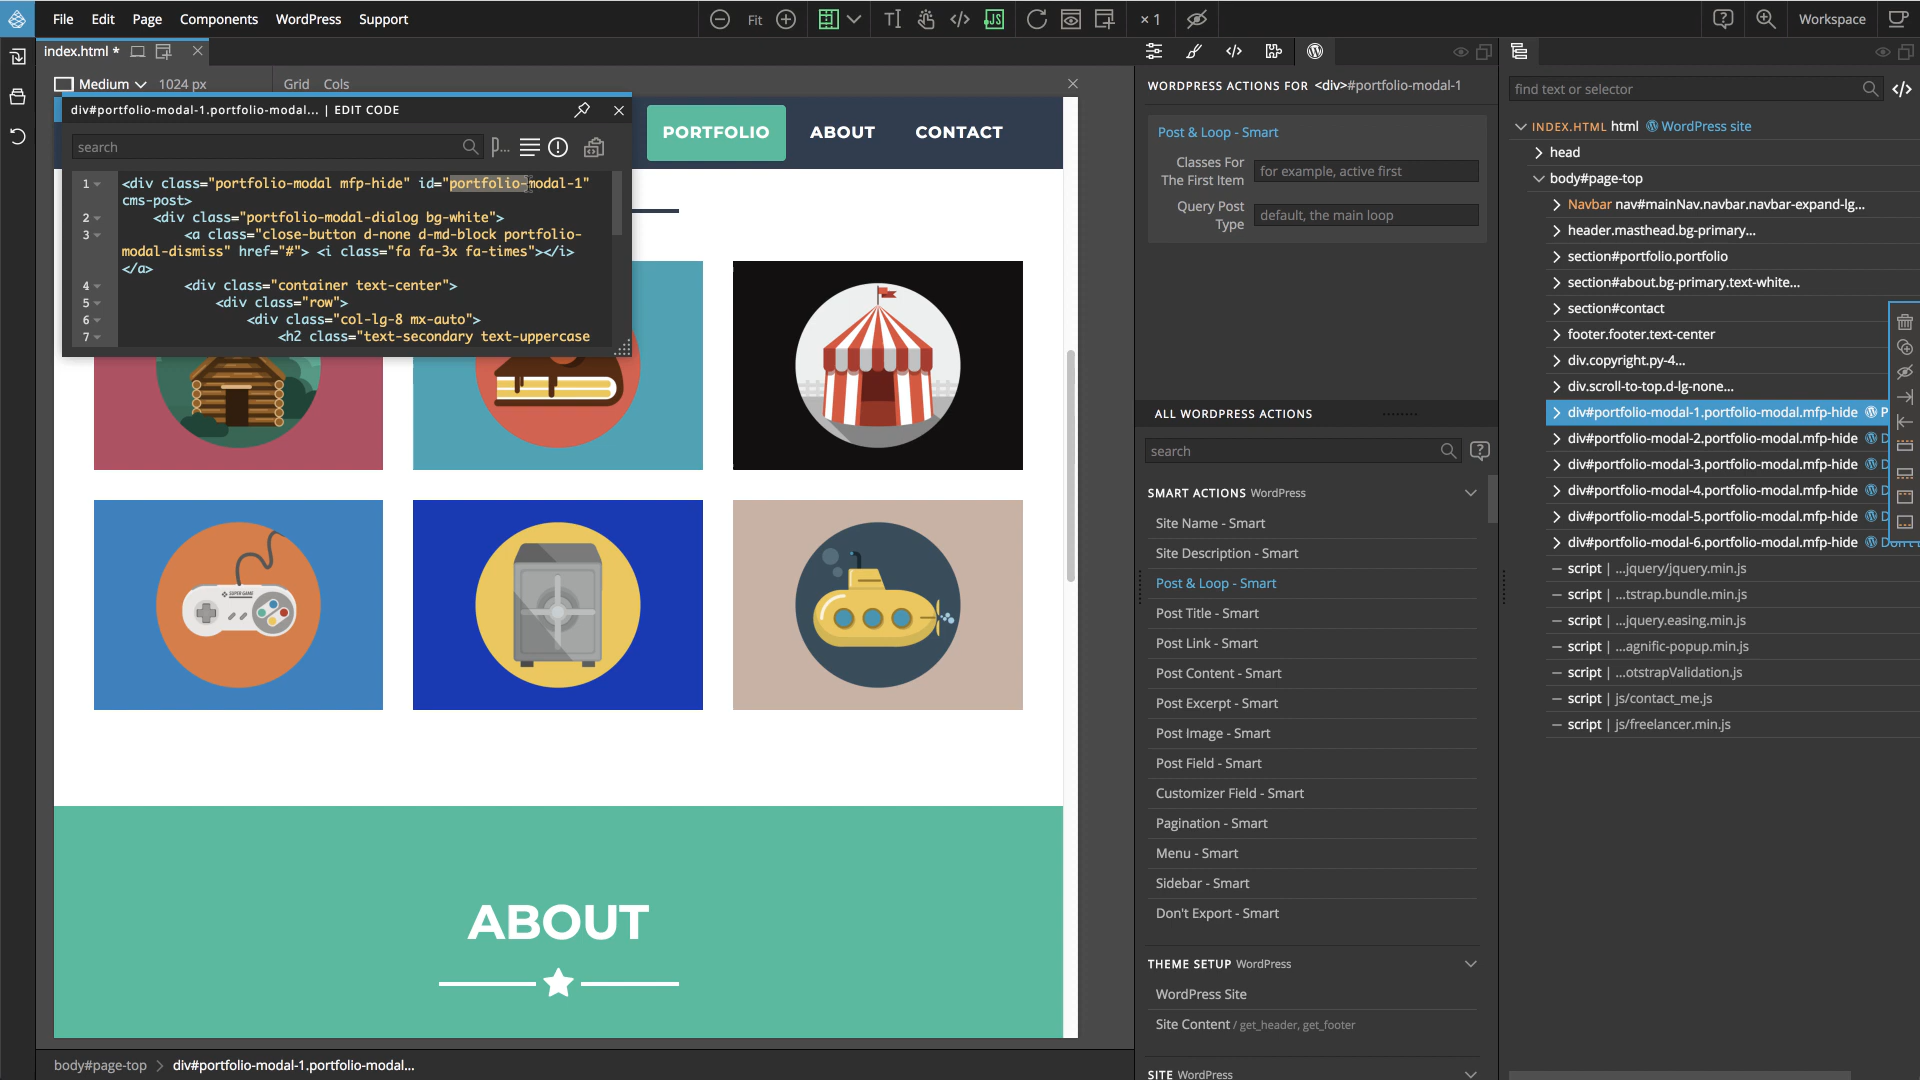 File Edit Page Components WordPress Support
Fit
× 1
Workspace
index.html *
Medium 1024 px Grid Cols
div#portfolio-modal-1.portfolio-modal... | EDIT CODE
search
p...
1 <div class="portfolio-modal mfp-hide" id="portfolio-modal-1"
cms-post>
2 <div class="portfolio-modal-dialog bg-white">
3 <a class="close-button d-none d-md-block portfolio-
modal-dismiss" href="#"> <i class="fa fa-3x fa-times"></i>
</a>
4 <div class="container text-center">
5 <div class="row">
6 <div class="col-lg-8 mx-auto">
7 <h2 class="text-secondary text-uppercase
PORTFOLIO ABOUT CONTACT
SUPER GAME
ABOUT
body#page-top > div#portfolio-modal-1.portfolio-modal...
WORDPRESS ACTIONS FOR <div>#portfolio-modal-1
Post & Loop - Smart
Classes For
The First Item
for example, active first
Query Post
Type
default, the main loop
ALL WORDPRESS ACTIONS
search
SMART ACTIONS WordPress
Site Name - Smart
Site Description - Smart
Post & Loop - Smart
Post Title - Smart
Post Link - Smart
Post Content - Smart
Post Excerpt - Smart
Post Image - Smart
Post Field - Smart
Customizer Field - Smart
Pagination - Smart
Menu - Smart
Sidebar - Smart
Don't Export - Smart
THEME SETUP WordPress
WordPress Site
Site Content / get_header, get_footer
SITE WordPress
find text or selector
INDEX.HTML html WordPress site
head
body#page-top
Navbar nav#mainNav.navbar.navbar-expand-lg...
header.masthead.bg-primary...
section#portfolio.portfolio
section#about.bg-primary.text-white...
section#contact
footer.footer.text-center
div.copyright.py-4...
div.scroll-to-top.d-lg-none...
div#portfolio-modal-1.portfolio-modal.mfp-hide P
div#portfolio-modal-2.portfolio-modal.mfp-hide D
div#portfolio-modal-3.portfolio-modal.mfp-hide D
div#portfolio-modal-4.portfolio-modal.mfp-hide D
div#portfolio-modal-5.portfolio-modal.mfp-hide D
div#portfolio-modal-6.portfolio-modal.mfp-hide
script | ...jquery/jquery.min.js
script | ...tstrap.bundle.min.js
script | ...jquery.easing.min.js
script | ...agnific-popup.min.js
script | ...otstrapValidation.js
script | js/contact_me.js
script | js/freelancer.min.js